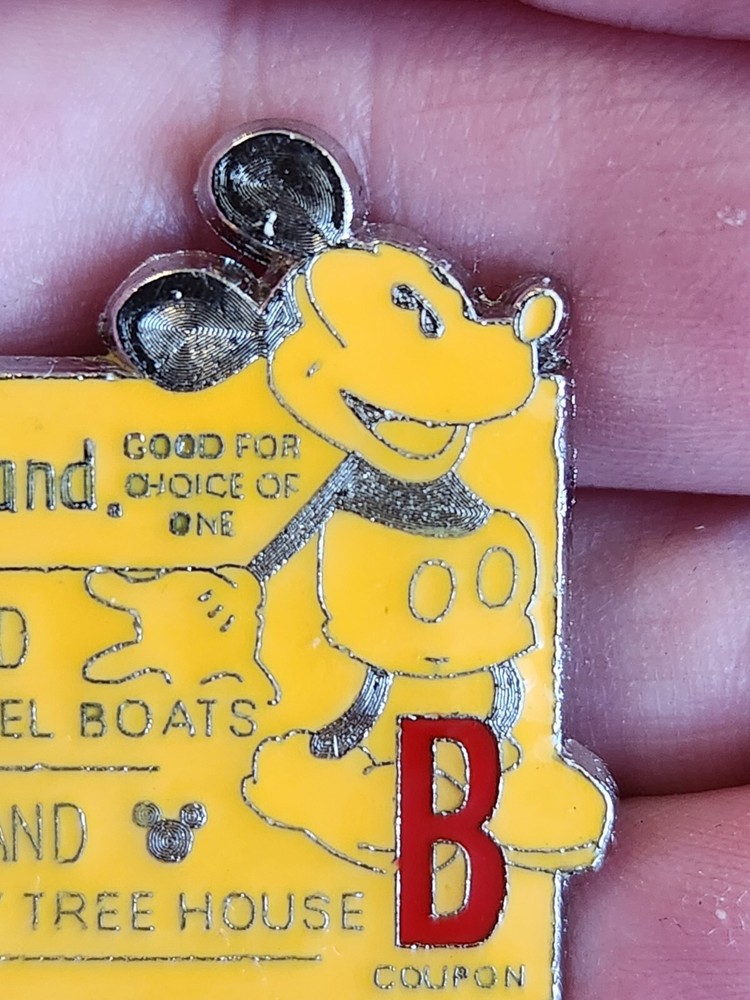 and.
GOOD FOR
CHOICE OF
ONE
D
EL BOATS
AND
Y TREE HOUSE
B
COUPON